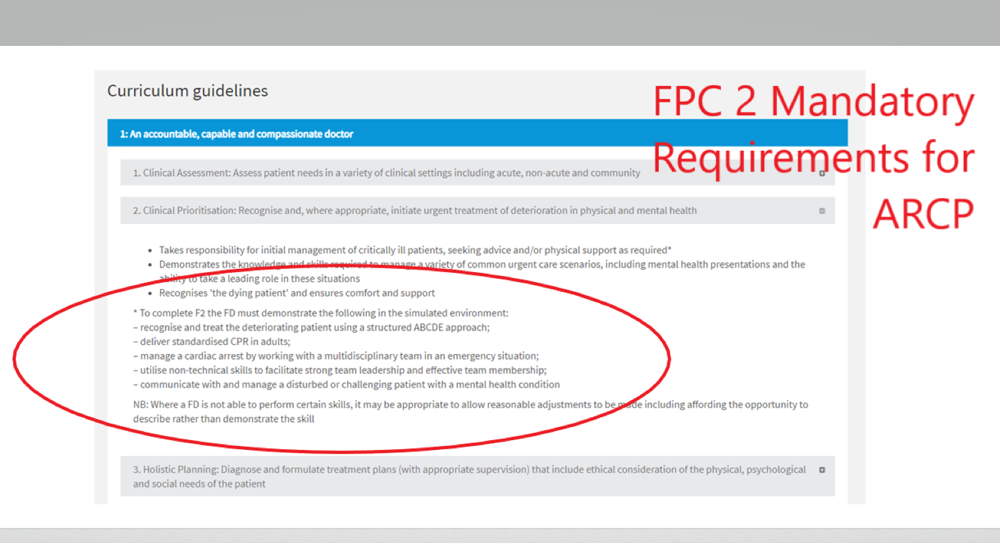 Curriculum guidelines
FPC 2 Mandatory
Requirements for
ARCP
1: An accountable, capable and compassionate doctor
1. Clinical Assessment: Assess patient needs in a variety of clinical settings including acute, non-acute and community
2. Clinical Prioritisation: Recognise and, where appropriate, initiate urgent treatment of deterioration in physical and mental health
• Takes responsibility for initial management of critically ill patients, seeking advice and/or physical support as required*
• Demonstrates the knowledge and skills required to manage a variety of common urgent care scenarios, including mental health presentations and the
ability to take a leading role in these situations
• Recognises 'the dying patient' and ensures comfort and support
* To complete F2 the FD must demonstrate the following in the simulated environment:
– recognise and treat the deteriorating patient using a structured ABCDE approach;
– deliver standardised CPR in adults;
– manage a cardiac arrest by working with a multidisciplinary team in an emergency situation;
– utilise non-technical skills to facilitate strong team leadership and effective team membership;
– communicate with and manage a disturbed or challenging patient with a mental health condition
NB: Where a FD is not able to perform certain skills, it may be appropriate to allow reasonable adjustments to be made including affording the opportunity to
describe rather than demonstrate the skill
3. Holistic Planning: Diagnose and formulate treatment plans (with appropriate supervision) that include ethical consideration of the physical, psychological
and social needs of the patient